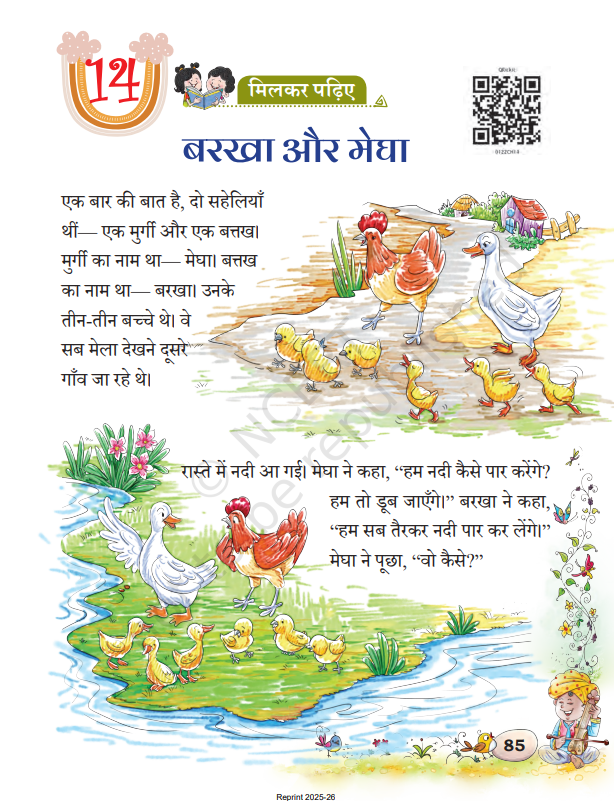 14
मिलकर पढ़िए
0122CH14
बरखा और मेघा
एक बार की बात है, दो सहेलियाँ
थीं— एक मुर्गी और एक बत्तख।
मुर्गी का नाम था— मेघा। बत्तख
का नाम था— बरखा। उनके
तीन-तीन बच्चे थे। वे
सब मेला देखने दूसरे
गाँव जा रहे थे।
रास्ते में नदी आ गई। मेघा ने कहा, “हम नदी कैसे पार करेंगे?
हम तो डूब जाएँगे।” बरखा ने कहा,
“हम सब तैरकर नदी पार कर लेंगे।”
मेघा ने पूछा, “वो कैसे?”
85
Reprint 2025-26